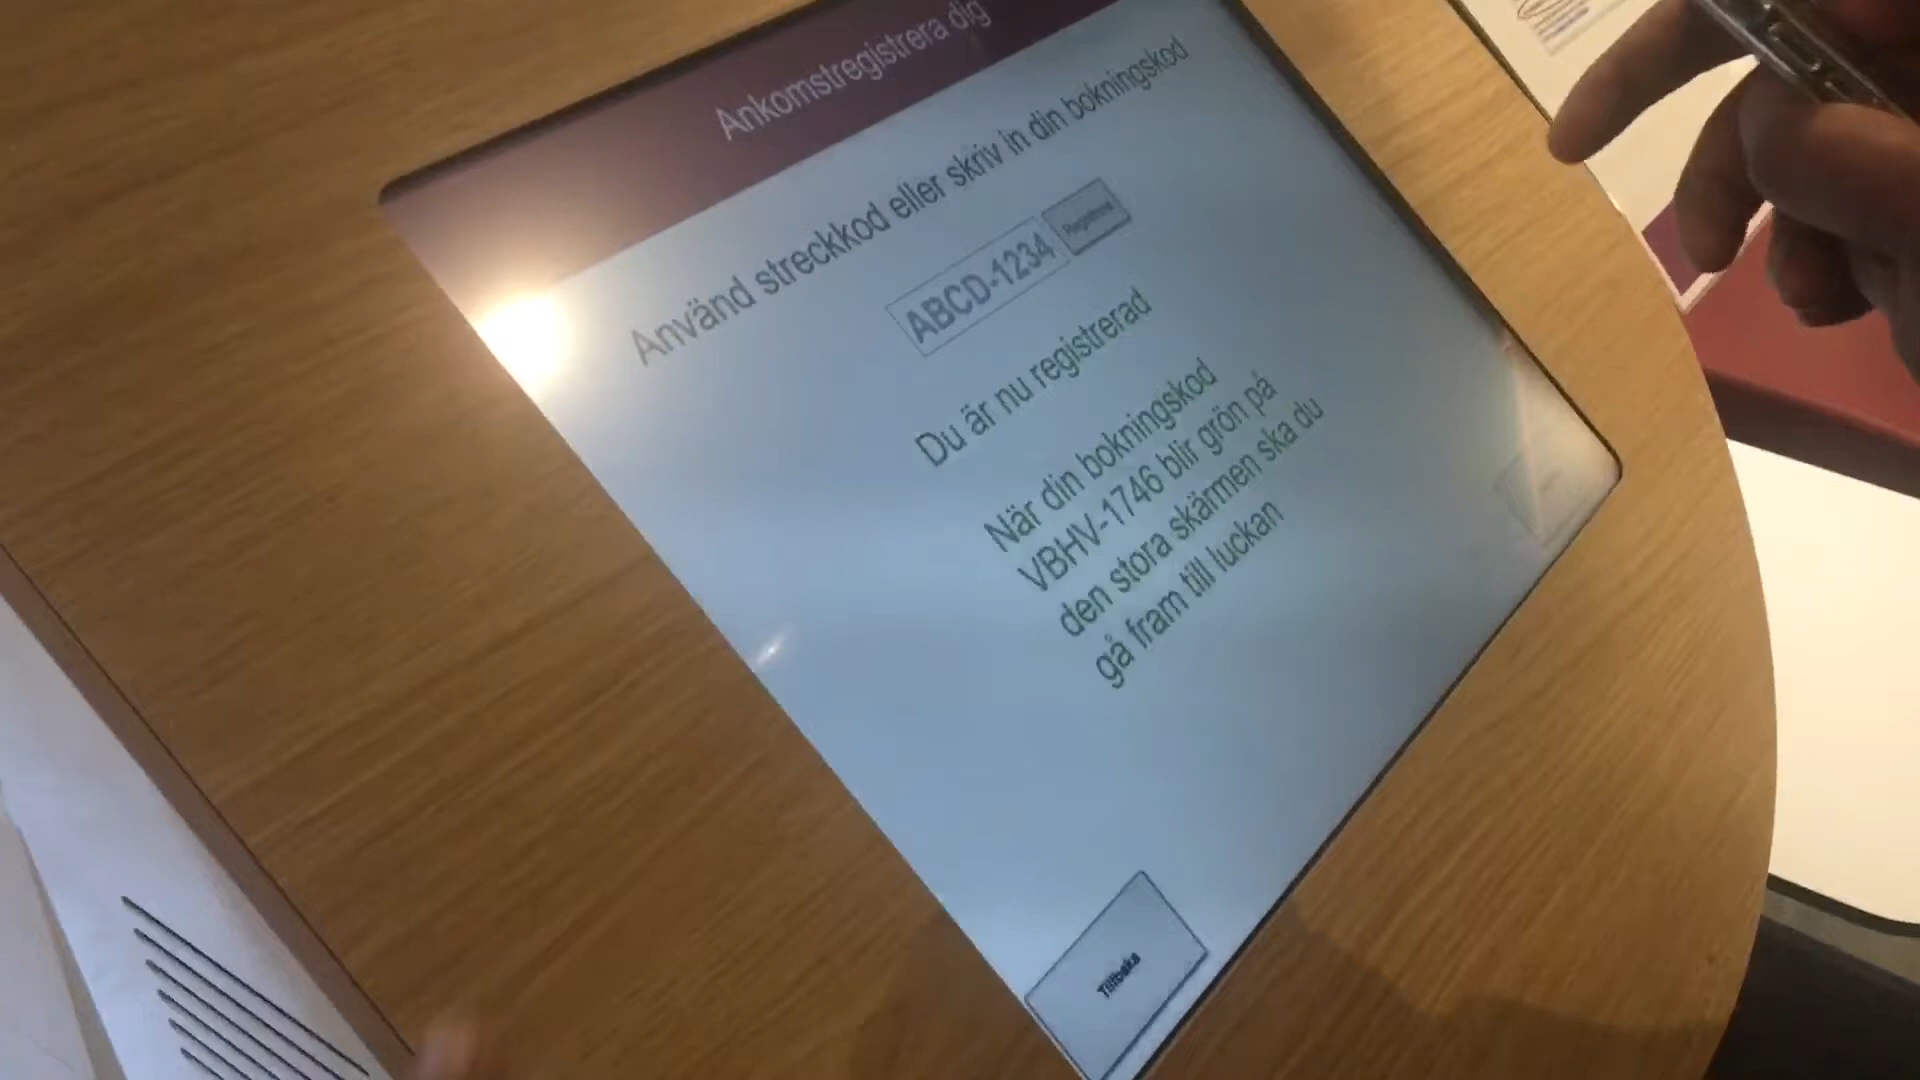 Ankomstregistrera dig
Använd streckkod eller skriv in din bokningskod
ABCD-1234
Registrera
Du är nu registrerad
När din bokningskod
VBHV-1746 blir grön på
den stora skärmen ska du
gå fram till luckan
Tillbaka